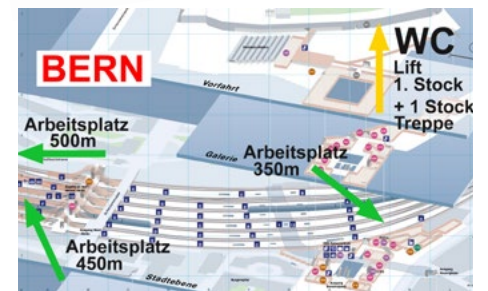 BERN
WC
Lift
1. Stock
+ 1 Stock
Treppe
Vorfahrt
Arbeitsplatz
500m
Galerie
Arbeitsplatz
350m
Arbeitsplatz
450m
Stadtebene